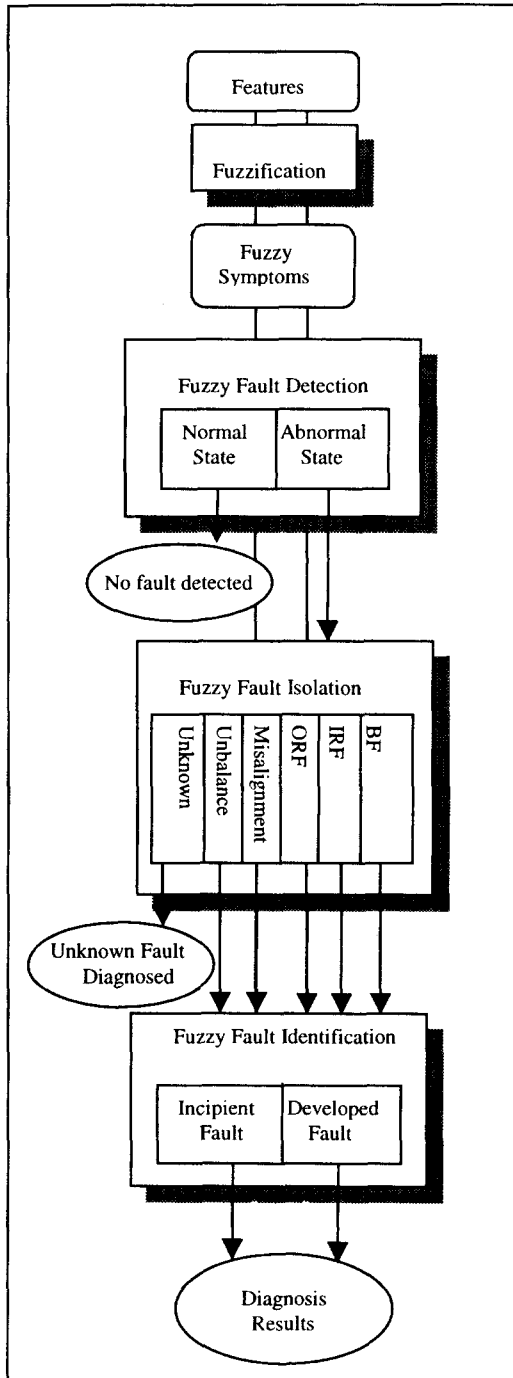 Features
Fuzzification
Fuzzy
Symptoms
Fuzzy Fault Detection
Normal
State
Abnormal
State
No fault detected
Fuzzy Fault Isolation
Unknown
Unbalance
Misalignment
ORF
IRF
BF
Unknown Fault
Diagnosed
Fuzzy Fault Identification
Incipient
Fault
Developed
Fault
Diagnosis
Results